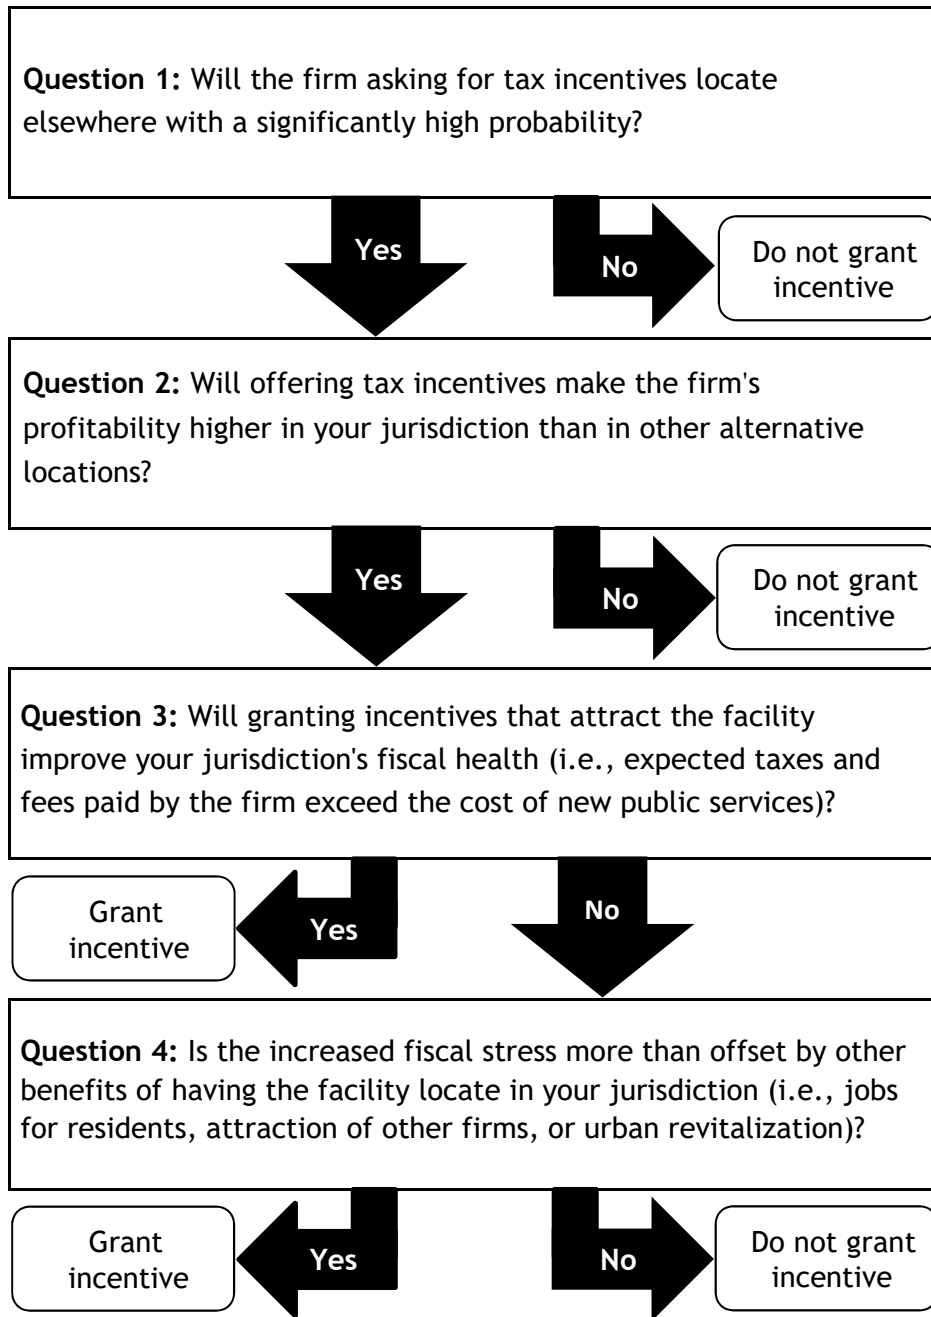 Question 1: Will the firm asking for tax incentives locate
elsewhere with a significantly high probability?
Yes
No
Do not grant
incentive
Question 2: Will offering tax incentives make the firm's
profitability higher in your jurisdiction than in other alternative
locations?
Yes
No
Do not grant
incentive
Question 3: Will granting incentives that attract the facility
improve your jurisdiction's fiscal health (i.e., expected taxes and
fees paid by the firm exceed the cost of new public services)?
Grant
incentive
Yes
No
Question 4: Is the increased fiscal stress more than offset by other
benefits of having the facility locate in your jurisdiction (i.e., jobs
for residents, attraction of other firms, or urban revitalization)?
Grant
incentive
Yes
No
Do not grant
incentive